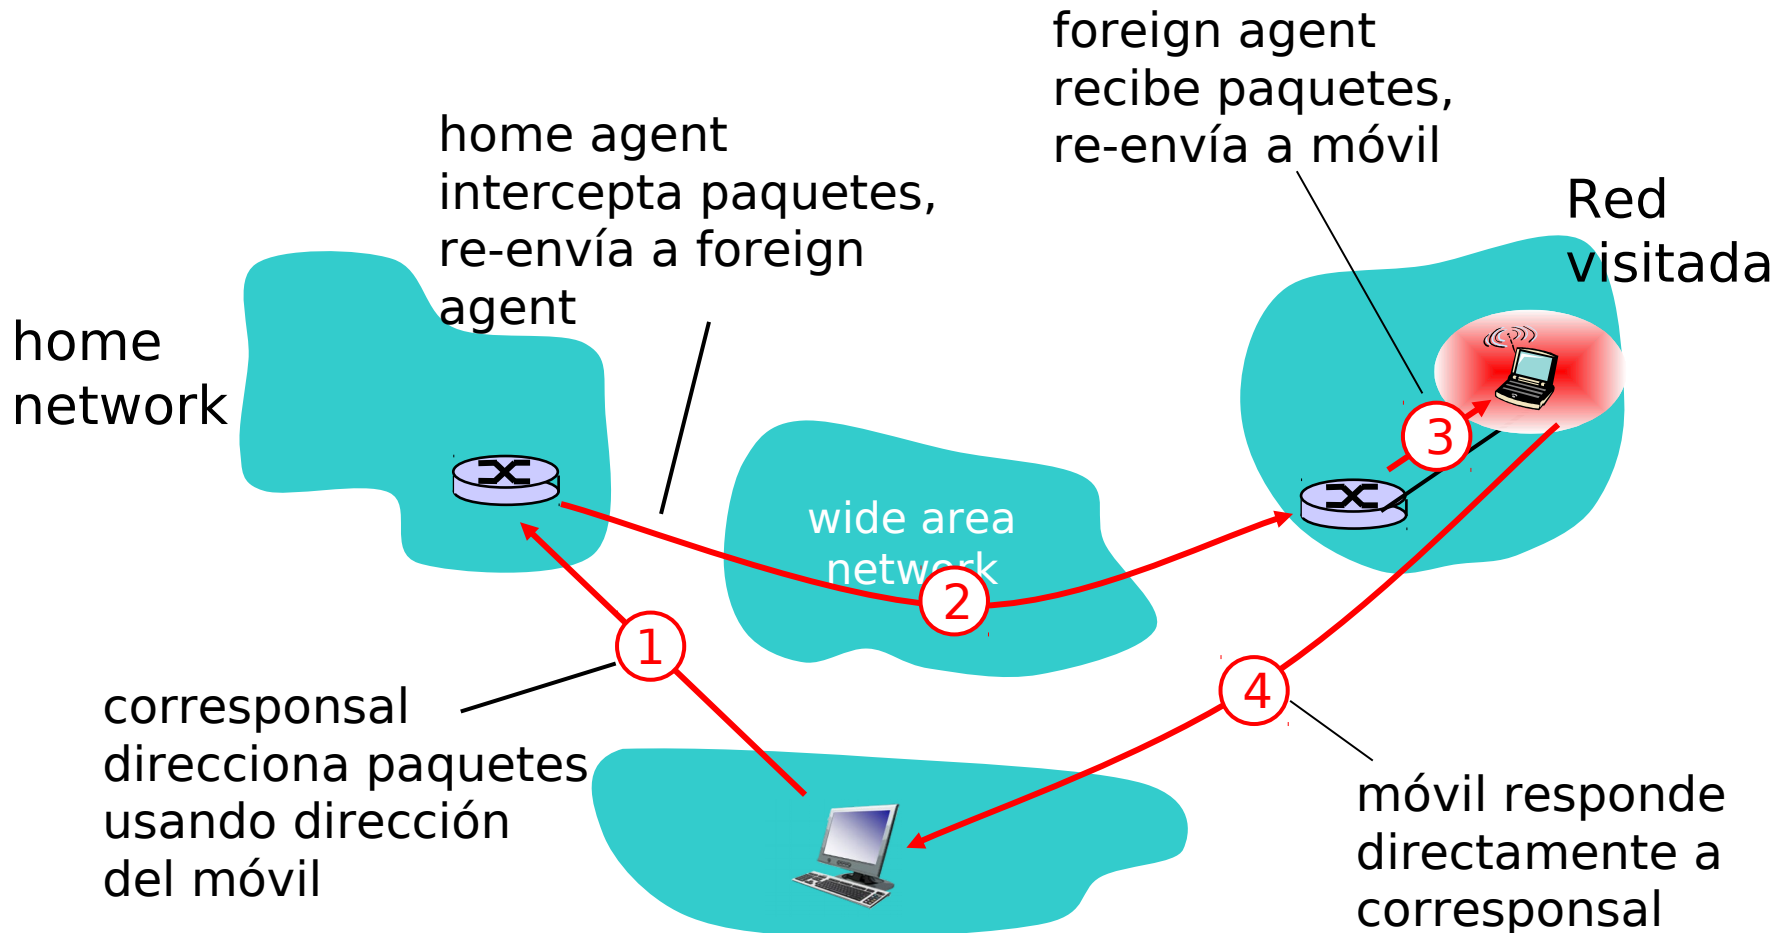 foreign agent
recibe paquetes,
re-envía a móvil
home agent
intercepta paquetes,
re-envía a foreign
agent
Red
visitada
home
network
wide area
network
3
2
1
4
corresponsal
direcciona paquetes
usando dirección
del móvil
móvil responde
directamente a
corresponsal